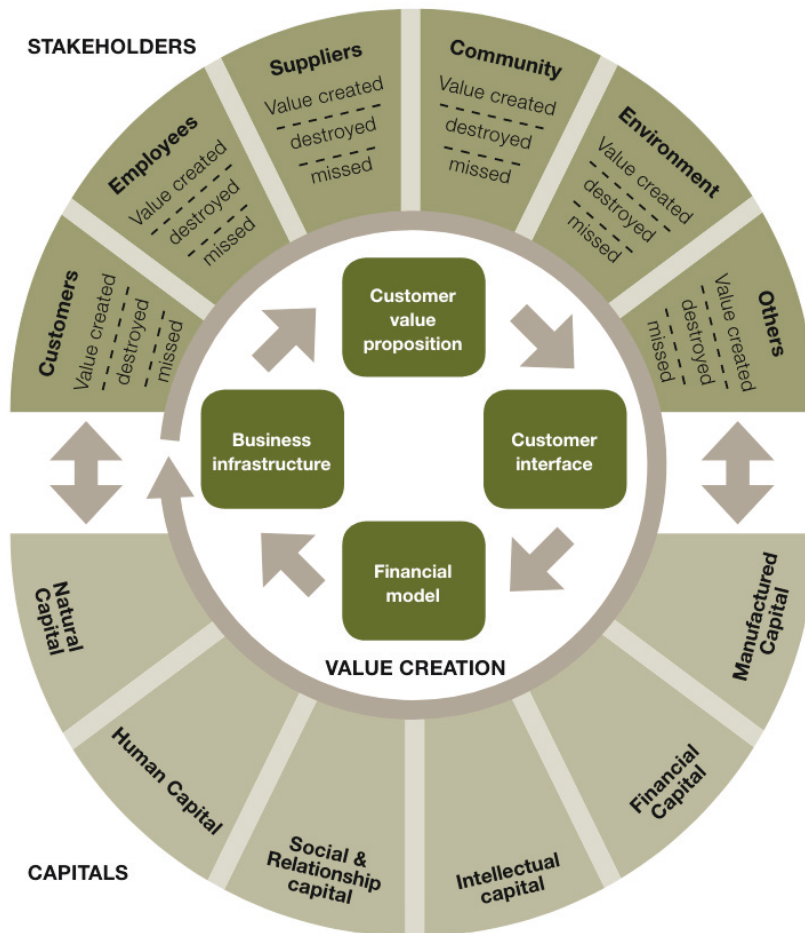 STAKEHOLDERS
Customers
Value created
destroyed
missed
Employees
Value created
destroyed
missed
Suppliers
Value created
destroyed
missed
Community
Value created
destroyed
missed
Environment
Value created
destroyed
missed
Others
Value created
destroyed
missed
Customer
value
proposition
Business
infrastructure
Customer
interface
Financial
model
VALUE CREATION
Natural
Capital
Human Capital
Social &
Relationship
capital
Intellectual
capital
Financial
Capital
Manufactured
Capital
CAPITALS